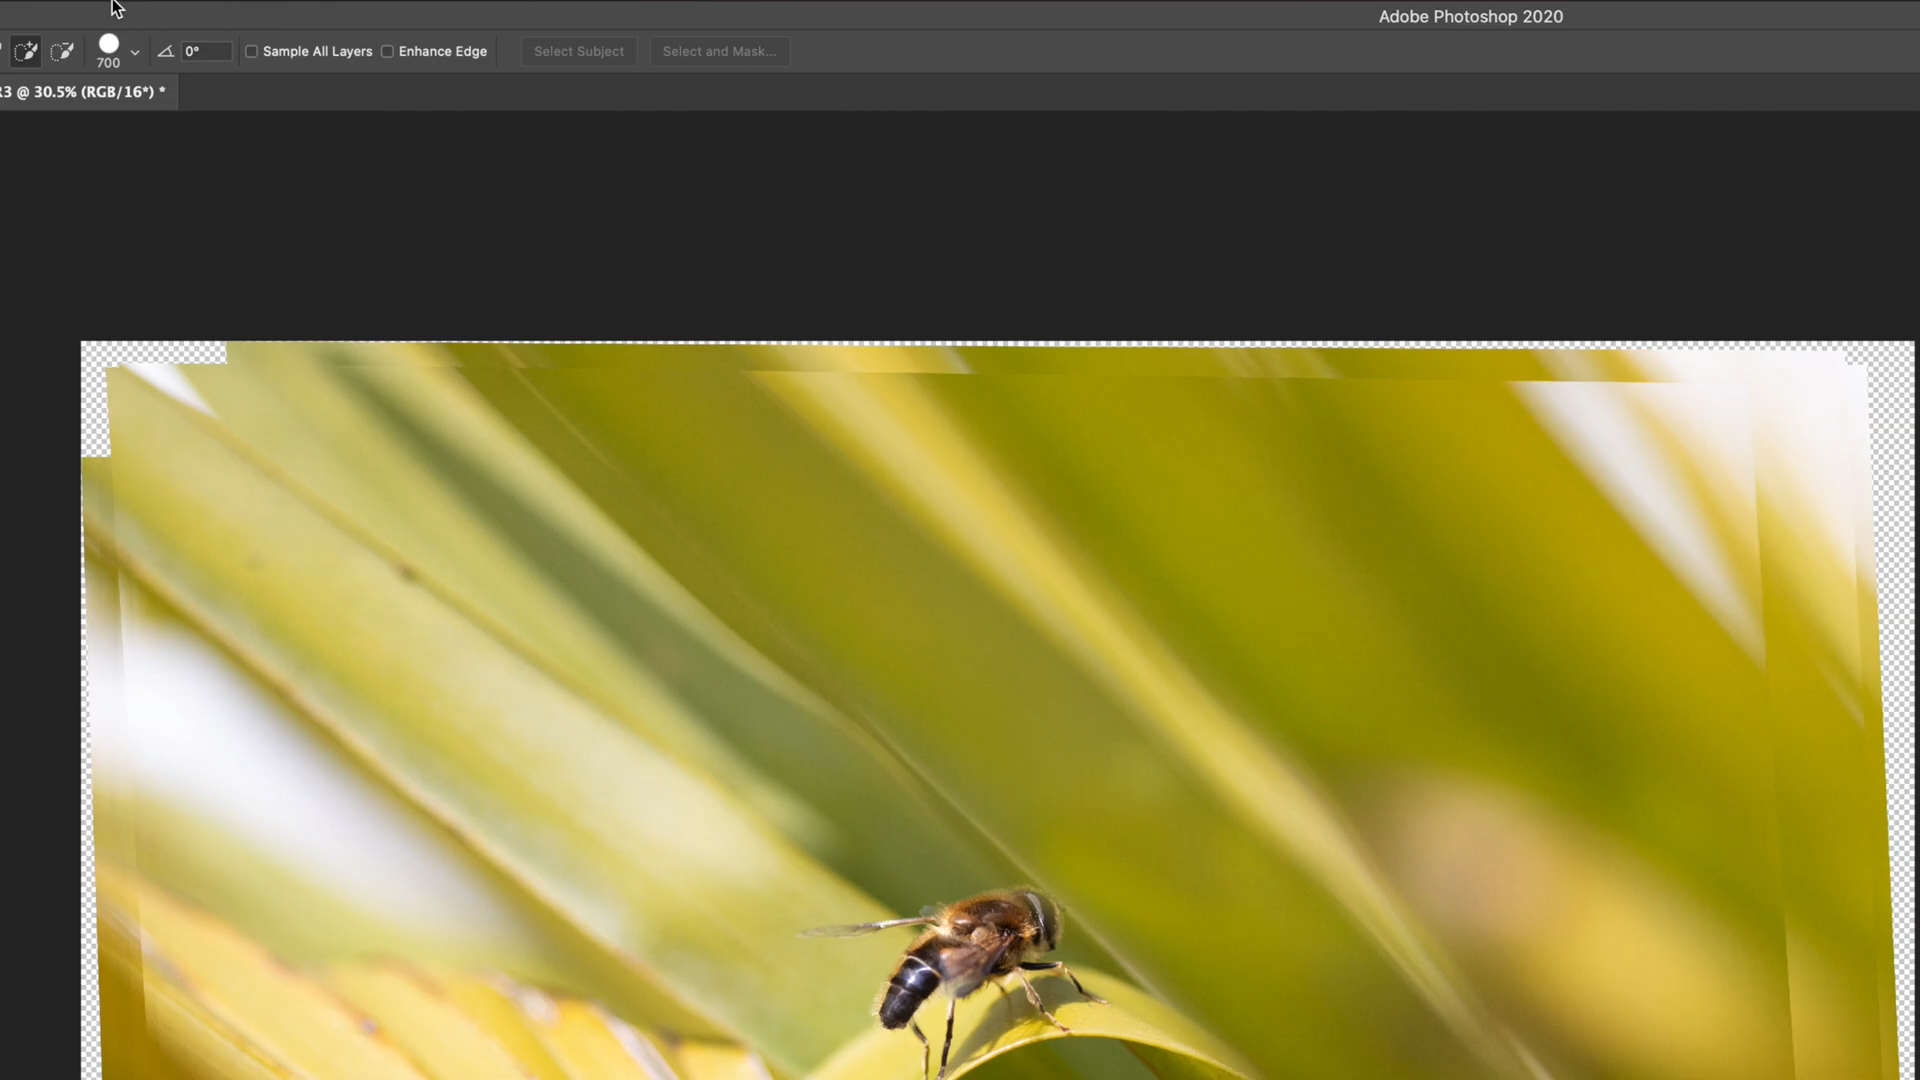 Adobe Photoshop 2020
700
0°
Sample All Layers
Enhance Edge
Select Subject
Select and Mask...
@ 30.5% (RGB/16*) *